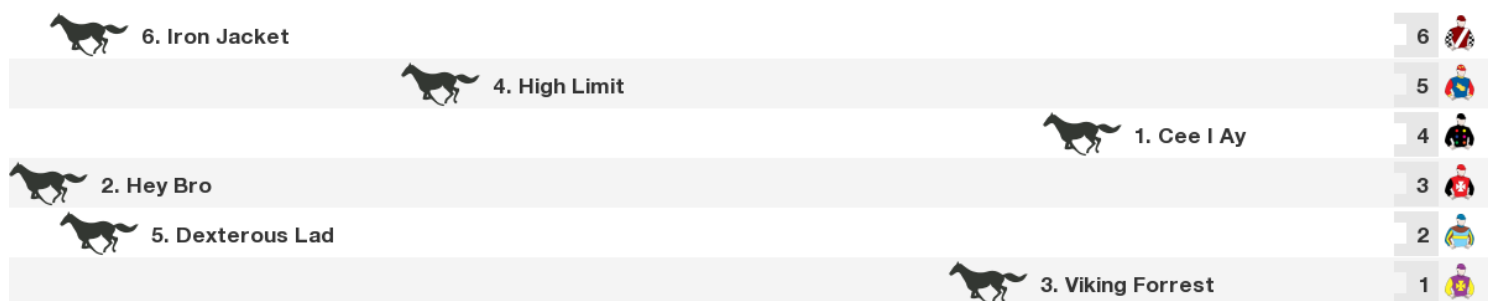 6. Iron Jacket 6
4. High Limit 5
1. Cee I Ay 4
2. Hey Bro 3
5. Dexterous Lad 2
3. Viking Forrest 1